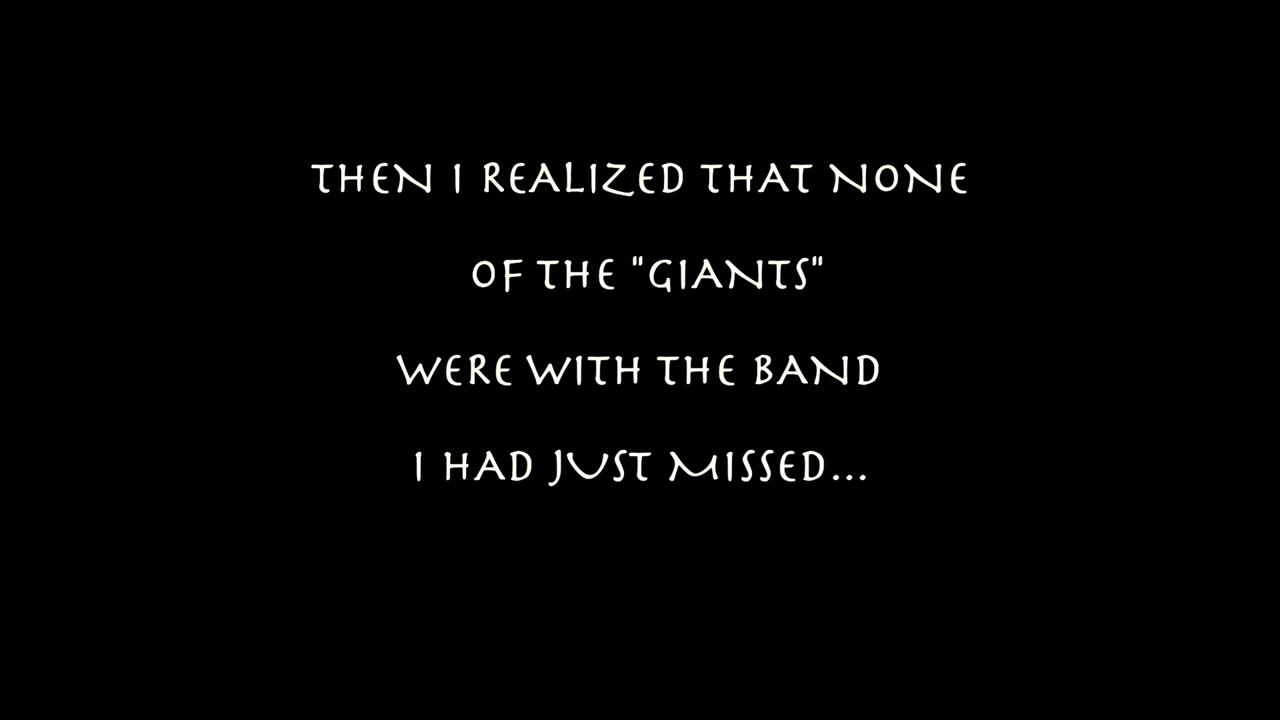 THEN I REALIZED THAT NONE
OF THE "GIANTS"
WERE WITH THE BAND
I HAD JUST MISSED...